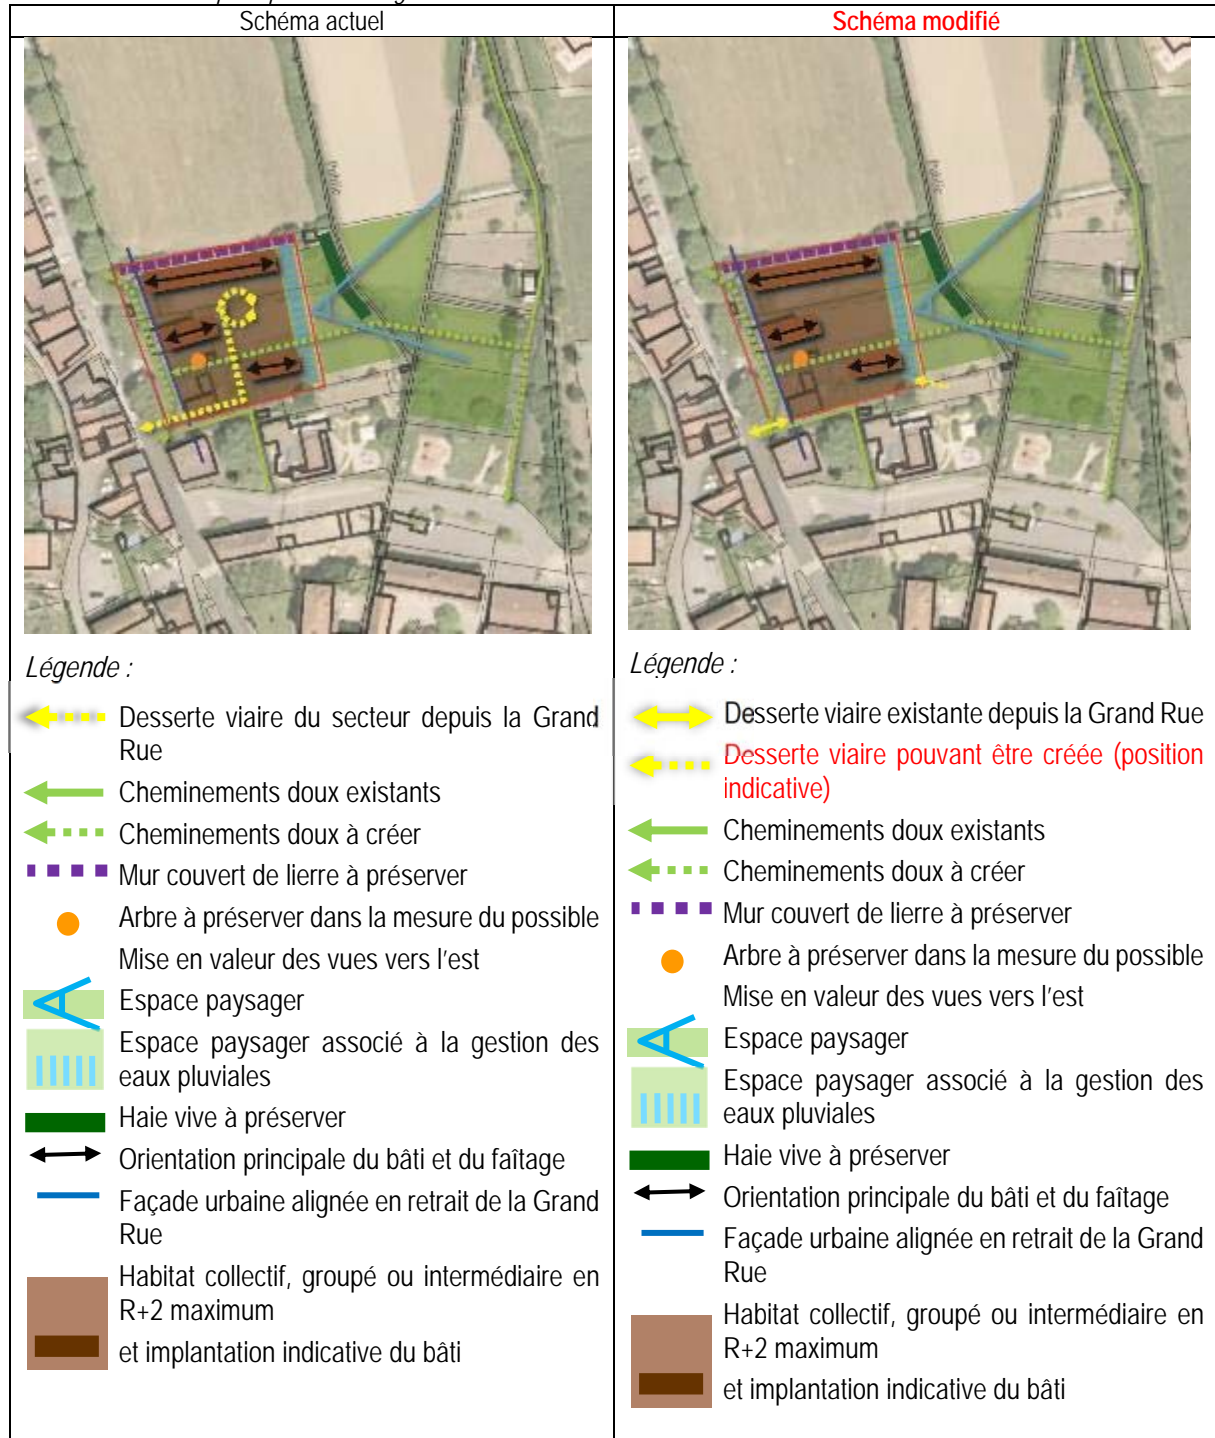 Schéma actuel
Schéma modifié
Légende :
Desserte viaire du secteur depuis la Grand
Rue
Cheminements doux existants
Cheminements doux à créer
Mur couvert de lierre à préserver
Arbre à préserver dans la mesure du possible
Mise en valeur des vues vers l'est
Espace paysager
Espace paysager associé à la gestion des
eaux pluviales
Haie vive à préserver
Orientation principale du bâti et du faîtage
Façade urbaine alignée en retrait de la Grand
Rue
Habitat collectif, groupé ou intermédiaire en
R+2 maximum
et implantation indicative du bâti
Légende :
Desserte viaire existante depuis la Grand Rue
Desserte viaire pouvant être créée (position
indicative)
Cheminements doux existants
Cheminements doux à créer
Mur couvert de lierre à préserver
Arbre à préserver dans la mesure du possible
Mise en valeur des vues vers l'est
Espace paysager
Espace paysager associé à la gestion des
eaux pluviales
Haie vive à préserver
Orientation principale du bâti et du faîtage
Façade urbaine alignée en retrait de la Grand
Rue
Habitat collectif, groupé ou intermédiaire en
R+2 maximum
et implantation indicative du bâti